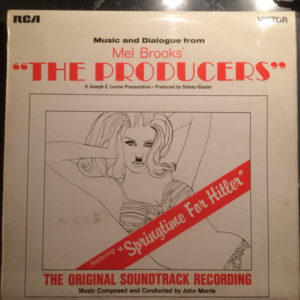 RCA VICTOR
Music and Dialogue from
Mel Brooks'
"THE PRODUCERS"
A Joseph E. Levine Presentation • Produced by Sidney Glazier
featuring "Springtime For Hitler"
THE ORIGINAL SOUNDTRACK RECORDING
Music Composed and Conducted by John Morris